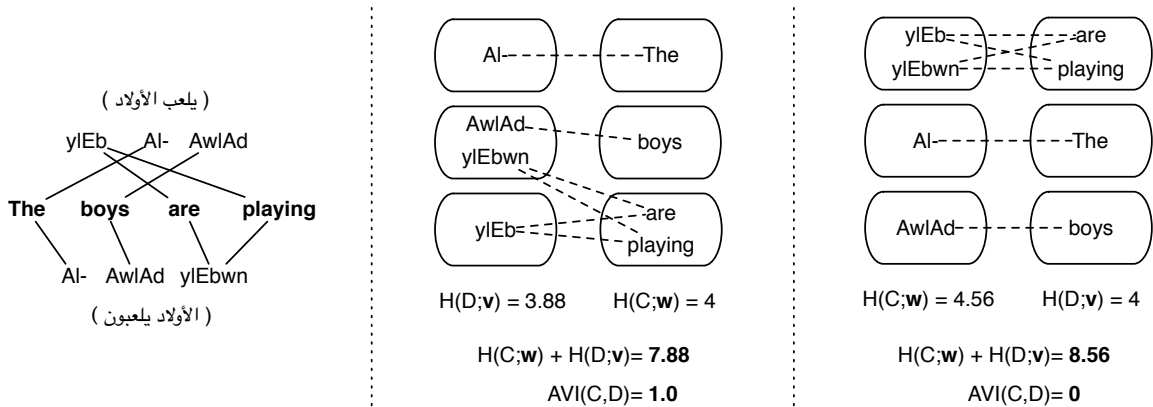 ( يلعب الأولاد )
ylEb Al- AwlAd
The boys are playing
Al- AwlAd ylEbwn
( الأولاد يلعبون )
Al- The
AwlAd
ylEbwn
boys
ylEb
are
playing
H(D;v) = 3.88 H(C;w) = 4
H(C;w) + H(D;v)= 7.88
AVI(C,D)= 1.0
ylEb are
ylEbwn playing
Al- The
AwlAd boys
H(C;w) = 4.56 H(D;v) = 4
H(C;w) + H(D;v)= 8.56
AVI(C,D)= 0